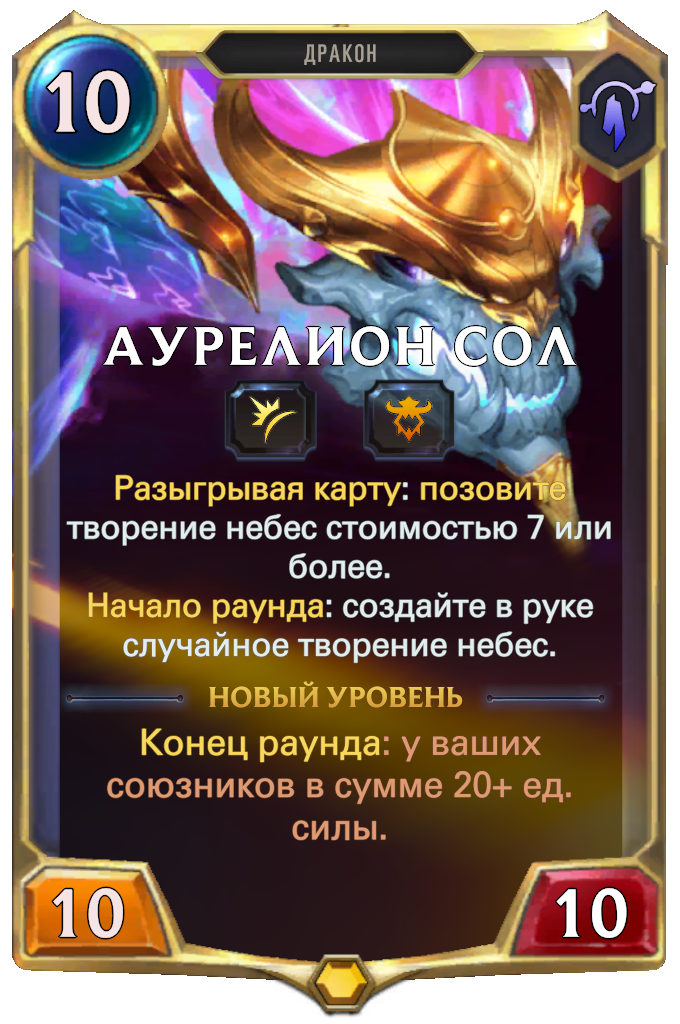 ДРАКОН
10
АУРЕЛИОН СОЛ
Разыгрывая карту: позовите
творение небес стоимостью 7 или
более.
Начало раунда: создайте в руке
случайное творение небес.
НОВЫЙ УРОВЕНЬ
Конец раунда: у ваших
союзников в сумме 20+ ед.
силы.
10
10